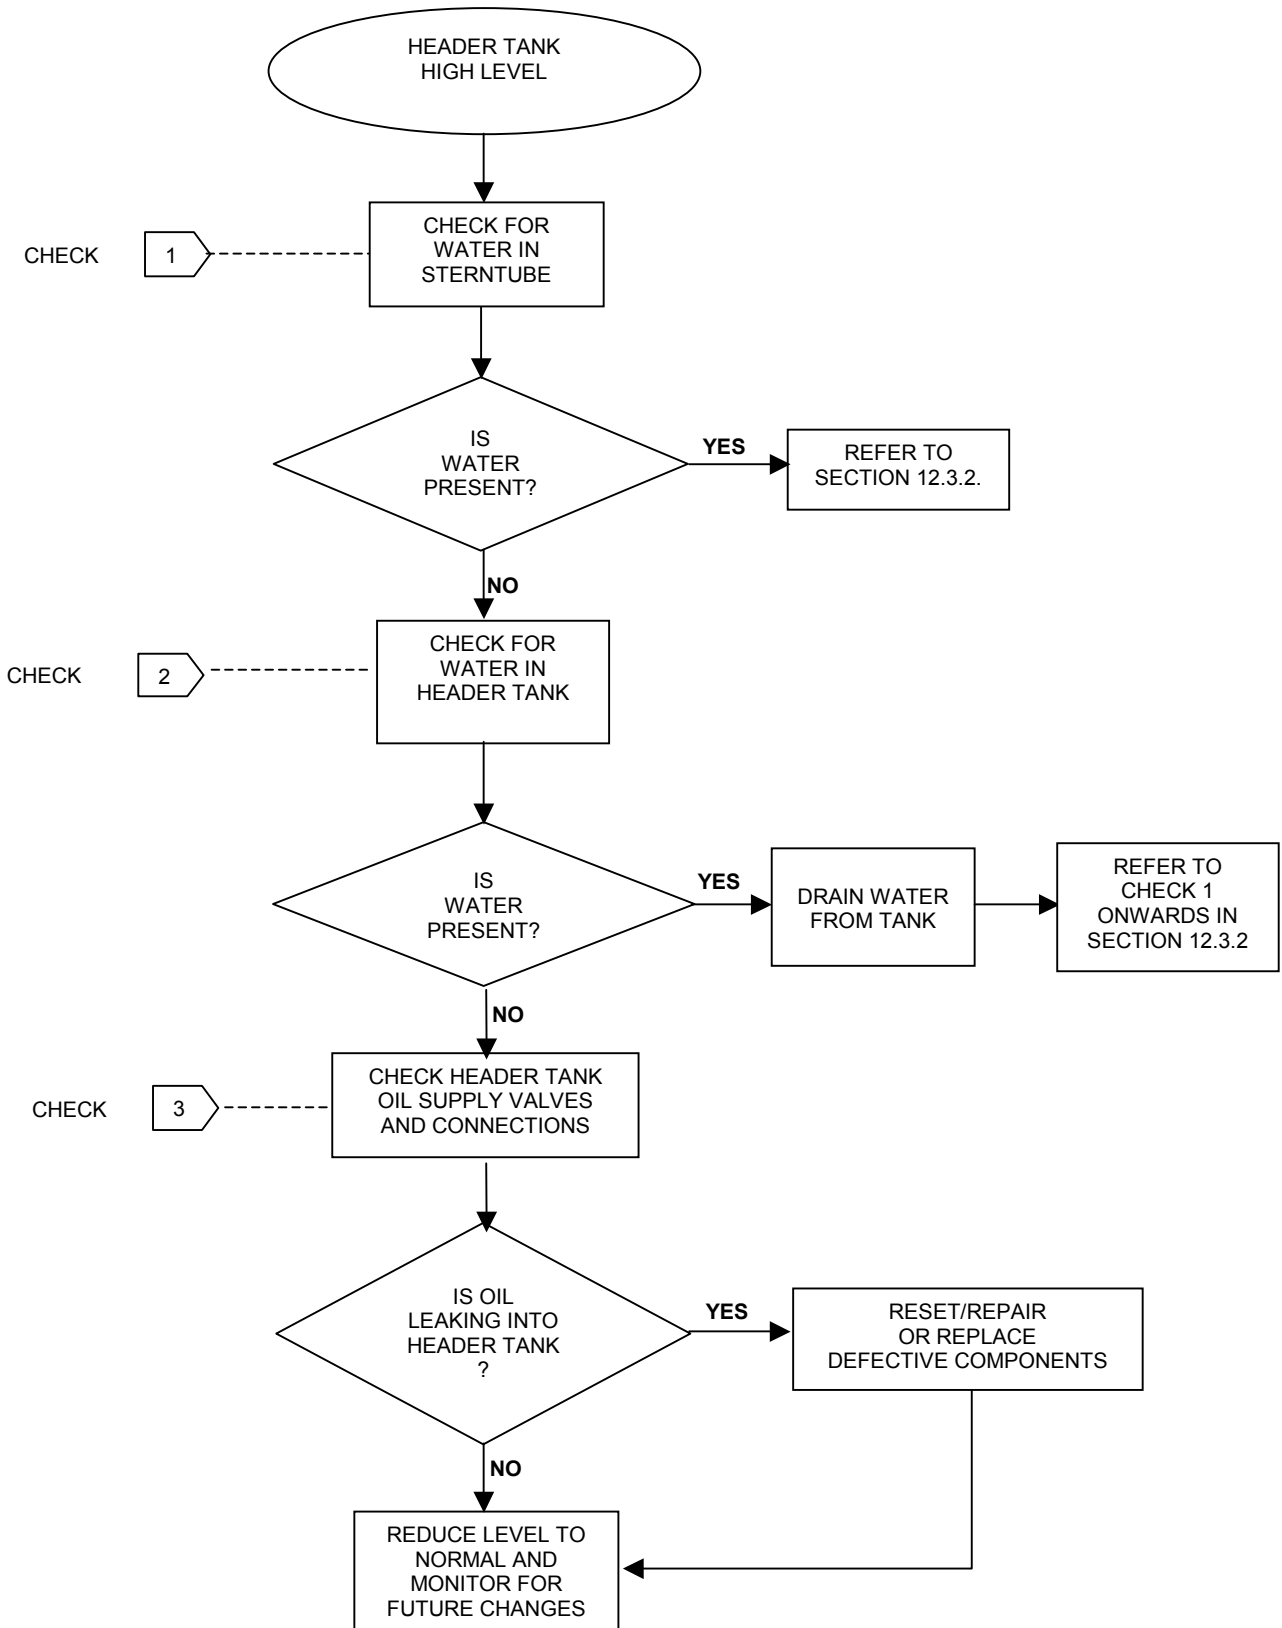 HEADER TANK
HIGH LEVEL
CHECK FOR
WATER IN
STERNTUBE
CHECK
1
IS
WATER
PRESENT?
YES
REFER TO
SECTION 12.3.2.
NO
CHECK FOR
WATER IN
HEADER TANK
CHECK
2
IS
WATER
PRESENT?
YES
DRAIN WATER
FROM TANK
REFER TO
CHECK 1
ONWARDS IN
SECTION 12.3.2
NO
CHECK HEADER TANK
OIL SUPPLY VALVES
AND CONNECTIONS
CHECK
3
IS OIL
LEAKING INTO
HEADER TANK
?
YES
RESET/REPAIR
OR REPLACE
DEFECTIVE COMPONENTS
NO
REDUCE LEVEL TO
NORMAL AND
MONITOR FOR
FUTURE CHANGES